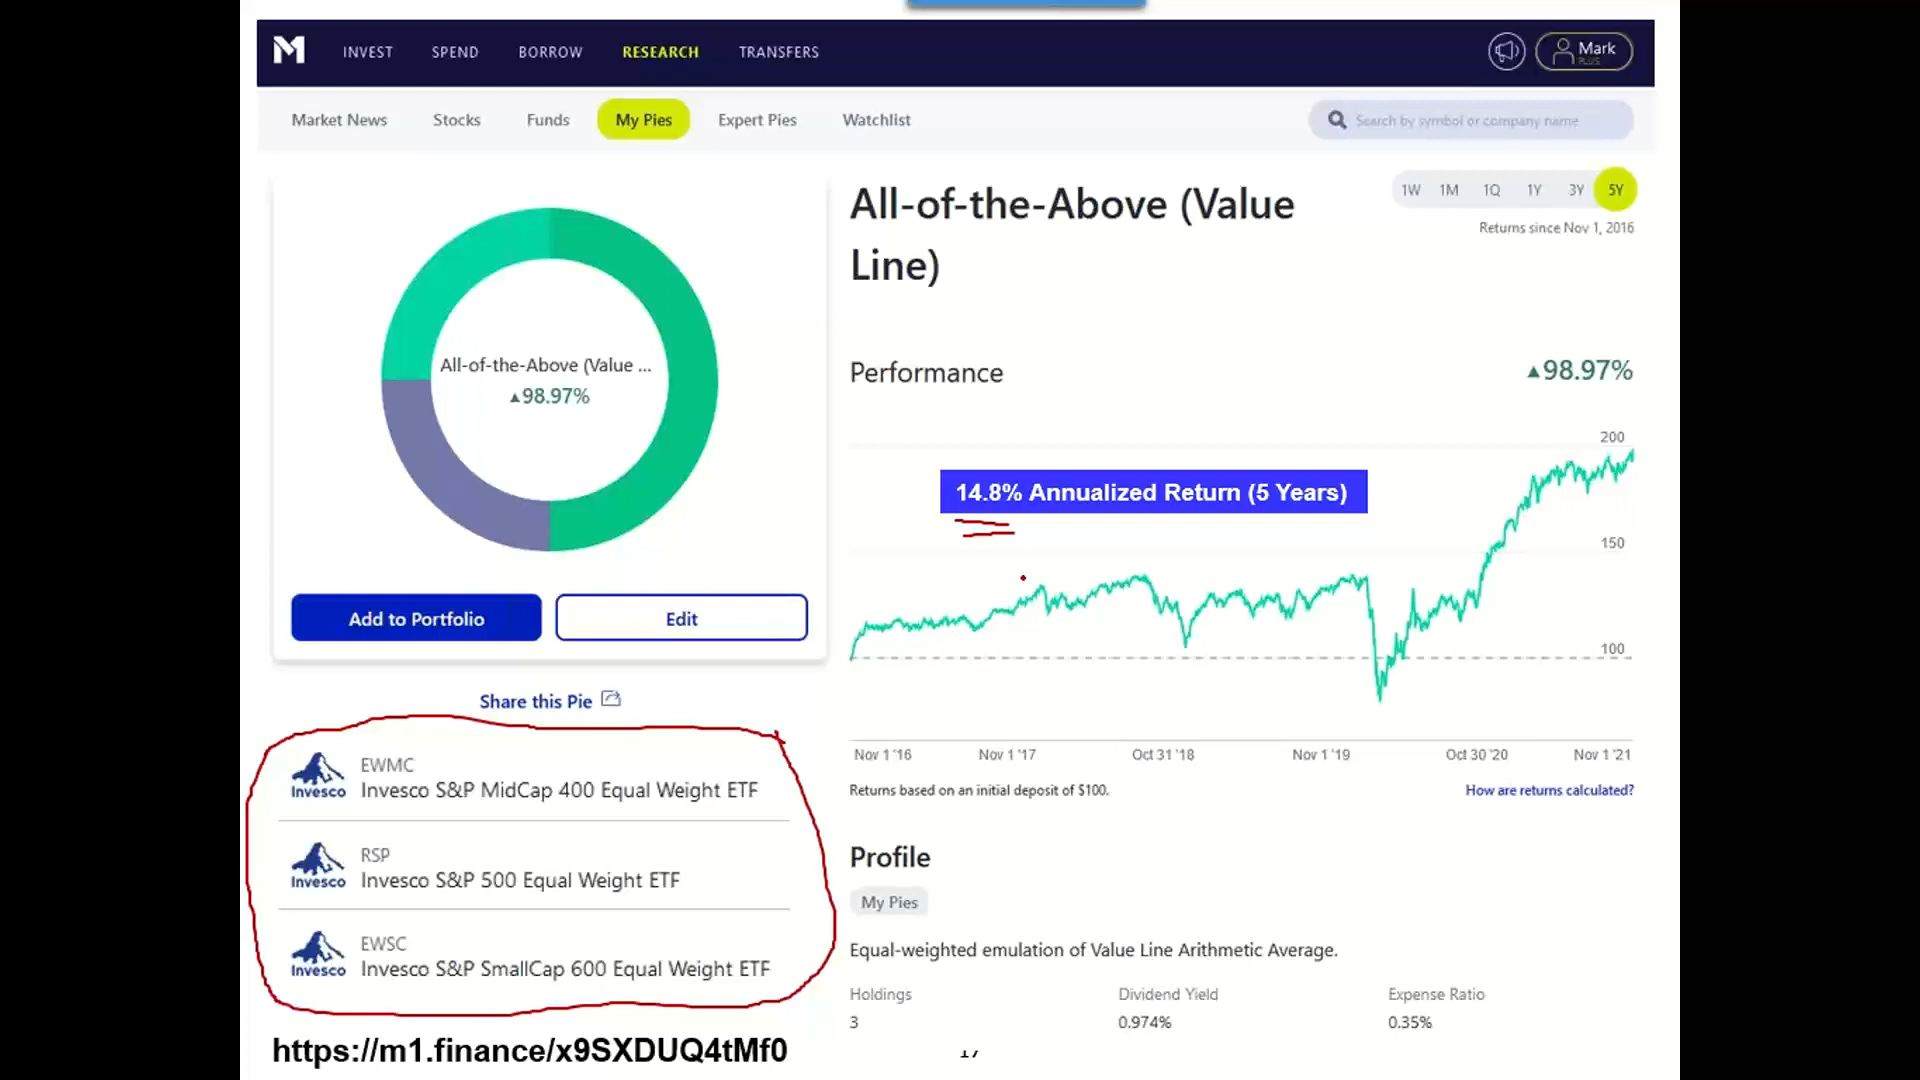 INVEST SPEND BORROW RESEARCH TRANSFERS
Mark
PLUS
Market News Stocks Funds My Pies Expert Pies Watchlist
Search by symbol or company name
All-of-the-Above (Value ...
▲98.97%
Add to Portfolio Edit
Share this Pie
Invesco
EWMC
Invesco S&P MidCap 400 Equal Weight ETF
Invesco
RSP
Invesco S&P 500 Equal Weight ETF
Invesco
EWSC
Invesco S&P SmallCap 600 Equal Weight ETF
https://m1.finance/x9SXDUQ4tMf0
All-of-the-Above (Value
Line)
1W 1M 1Q 1Y 3Y 5Y
Returns since Nov 1, 2016
Performance
▲98.97%
14.8% Annualized Return (5 Years)
200
150
100
Nov 1 '16 Nov 1 '17 Oct 31 '18 Nov 1 '19 Oct 30 '20 Nov 1 '21
Returns based on an initial deposit of $100.
How are returns calculated?
Profile
My Pies
Equal-weighted emulation of Value Line Arithmetic Average.
Holdings Dividend Yield Expense Ratio
3 0.974% 0.35%
17